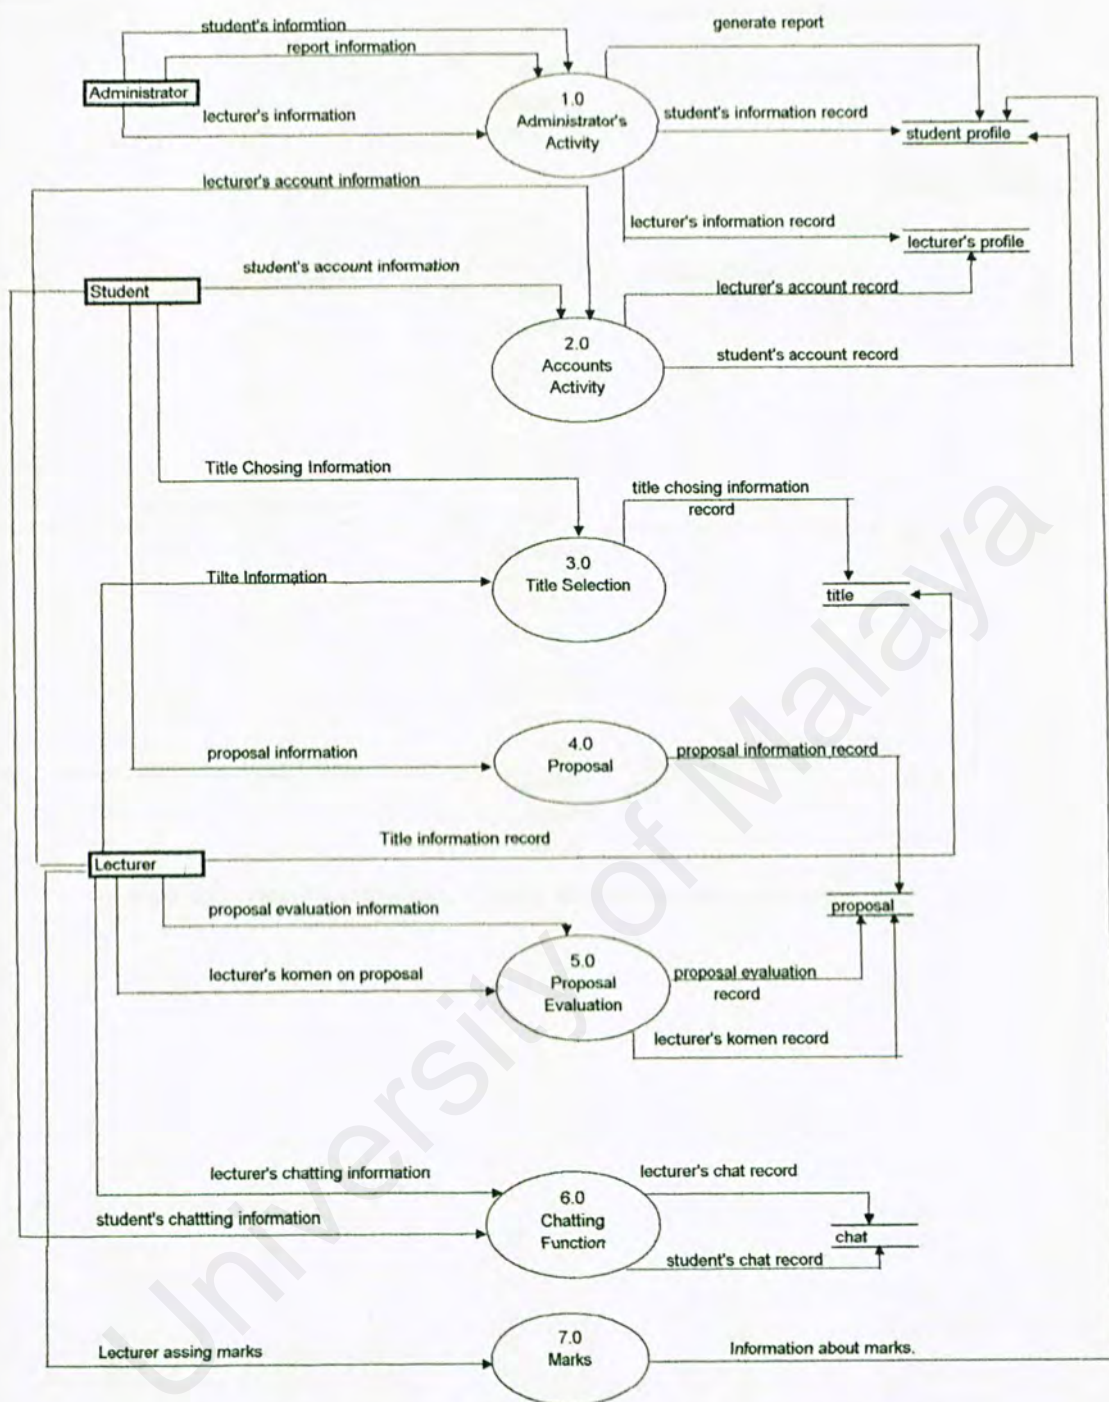 student's informtion
generate report
report information
Administrator
1.0
Administrator's
Activity
lecturer's information
student's information record
student profile
lecturer's account information
lecturer's information record
lecturer's profile
student's account information
Student
lecturer's account record
2.0
Accounts
Activity
student's account record
Title Chosing Information
title chosing information
record
3.0
Title Selection
Tilte Information
title
4.0
Proposal
proposal information
proposal information record
Title information record
Lecturer
proposal
proposal evaluation information
5.0
Proposal
Evaluation
lecturer's komen on proposal
proposal evaluation
record
lecturer's komen record
lecturer's chatting information
lecturer's chat record
6.0
Chatting
Function
student's chattting information
chat
student's chat record
7.0
Marks
Lecturer assing marks
Information about marks.
University of Malaya